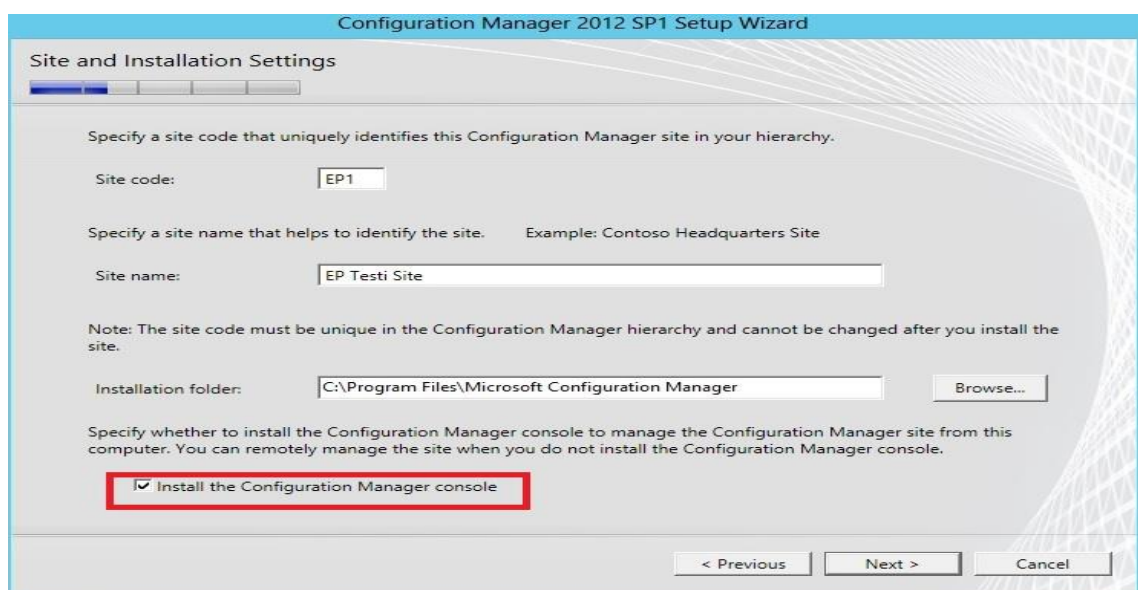 Configuration Manager 2012 SP1 Setup Wizard
Site and Installation Settings
Specify a site code that uniquely identifies this Configuration Manager site in your hierarchy.
Site code: EP1
Specify a site name that helps to identify the site. Example: Contoso Headquarters Site
Site name: EP Testi Site
Note: The site code must be unique in the Configuration Manager hierarchy and cannot be changed after you install the
site.
Installation folder: C:\Program Files\Microsoft Configuration Manager Browse...
Specify whether to install the Configuration Manager console to manage the Configuration Manager site from this
computer. You can remotely manage the site when you do not install the Configuration Manager console.
Install the Configuration Manager console
< Previous Next > Cancel